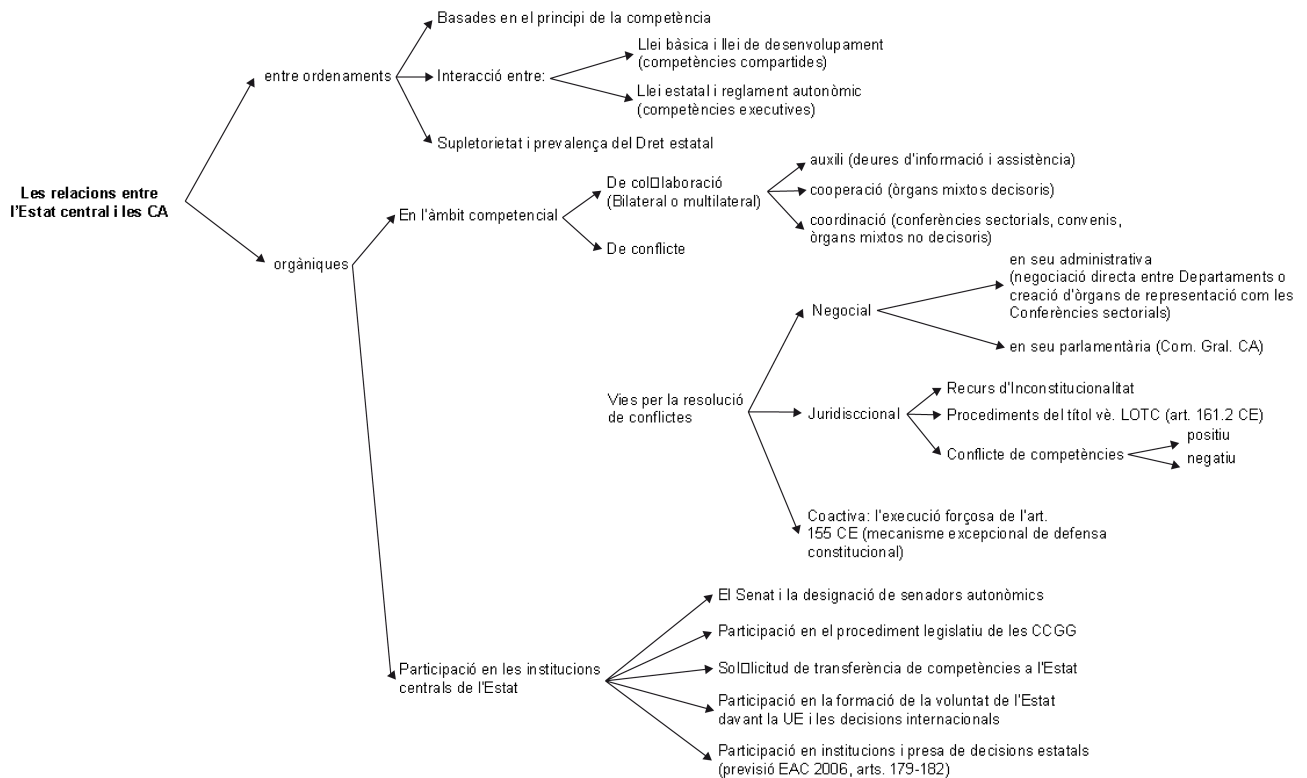 Basades en el principi de la competència
Llei bàsica i llei de desenvolupament
(competències compartides)
entre ordenaments
Interacció entre:
Llei estatal i reglament autonòmic
(competències executives)
Supletorietat i prevalença del Dret estatal
Les relacions entre
l'Estat central i les CA
De col□laboració
(Bilateral o multilateral)
auxili (deures d'informació i assistència)
cooperació (òrgans mixtos decisoris)
coordinació (conferències sectorials, convenis,
òrgans mixtos no decisoris)
En l'àmbit competencial
De conflicte
orgàniques
en seu administrativa
(negociació directa entre Departaments o
creació d'òrgans de representació com les
Conferències sectorials)
Negocial
en seu parlamentària (Com. Gral. CA)
Vies per la resolució
de conflictes
Juridisccional
Recurs d'Inconstitucionalitat
Procediments del títol vè. LOTC (art. 161.2 CE)
Conflicte de competències
positiu
negatiu
Coactiva: l'execució forçosa de l'art.
155 CE (mecanisme excepcional de defensa
constitucional)
El Senat i la designació de senadors autonòmics
Participació en el procediment legislatiu de les CCGG
Participació en les institucions
centrals de l'Estat
Sol□licitud de transferència de competències a l'Estat
Participació en la formació de la voluntat de l'Estat
davant la UE i les decisions internacionals
Participació en institucions i presa de decisions estatals
(previsió EAC 2006, arts. 179-182)